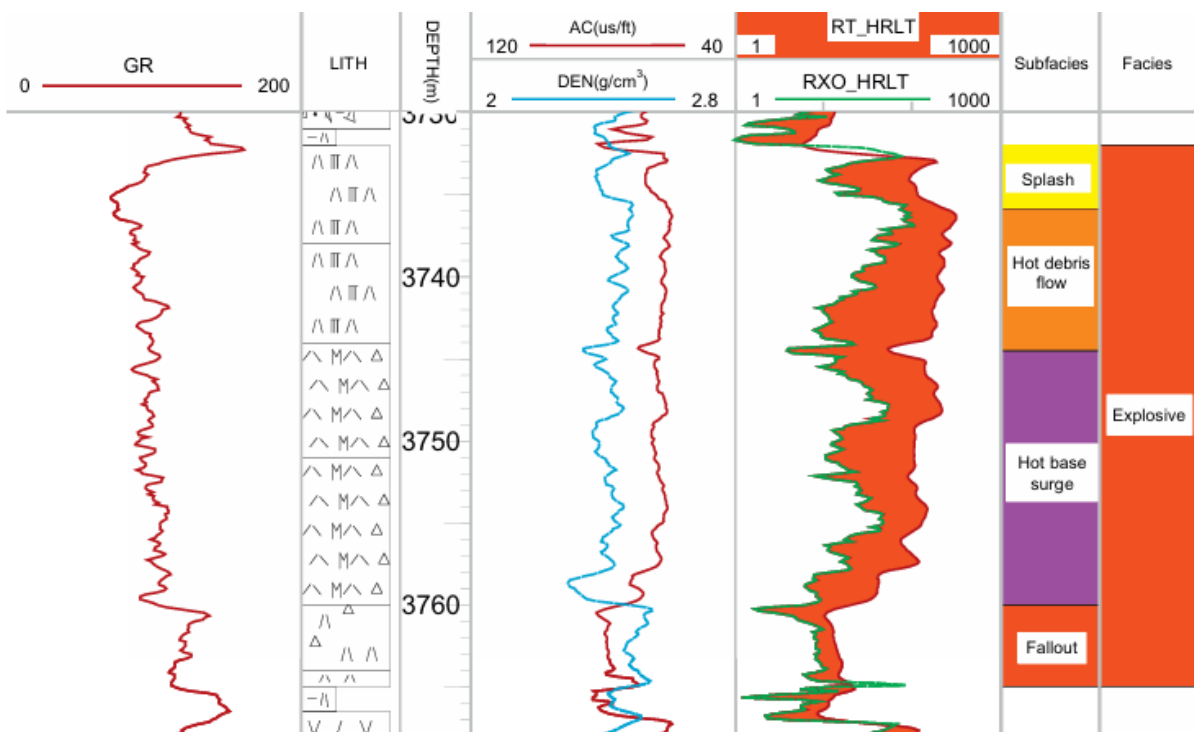 GR
0 200
LITH
DEPTH(m)
AC(us/ft)
120 40
DEN(g/cm³)
2 2.8
RT_HRLT
1 1000
RXO_HRLT
1 1000
Subfacies
Facies
3740
3750
3760
Splash
Hot debris
flow
Hot base
surge
Fallout
Explosive